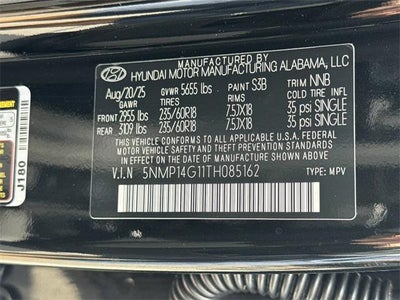 MANUFACTURED BY
HYUNDAI MOTOR MANUFACTURING ALABAMA, LLC
Aug/20/25 GVWR 5655 lbs PAINT S3B TRIM NNB
GAWR TIRES RIMS COLD TIRE INFL
FRONT 2955 lbs 235/60R18 7.5JX18 35 psi SINGLE
REAR 3109 lbs 235/60R18 7.5JX18 35 psi SINGLE
THIS VEHICLE CONFORMS TO ALL APPLICABLE U.S.A. FEDERAL
MOTOR VEHICLE SAFETY, BUMPER, AND THEFT PREVENTION
STANDARDS IN EFFECT ON THE DATE OF MANUFACTURE SHOWN ABOVE.
V.I.N 5NMP14G11TH085162 TYPE: MPV
J180